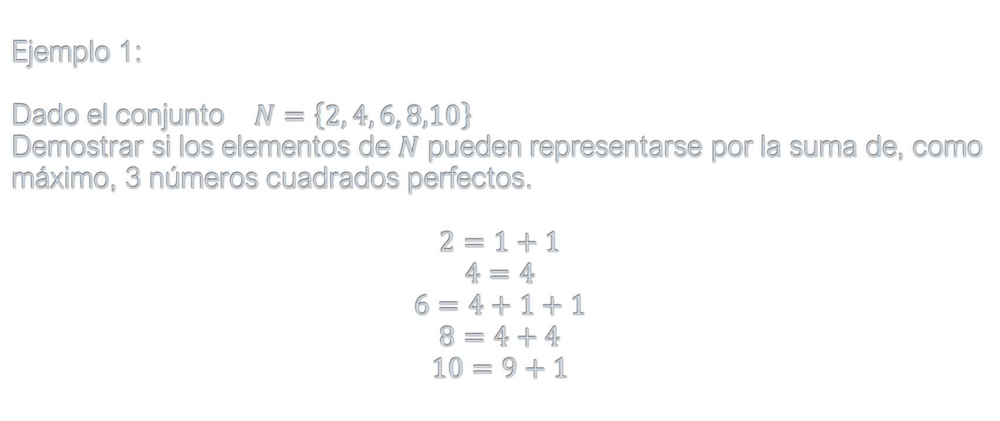 Ejemplo 1:
Dado el conjunto N = {2, 4, 6, 8,10}
Demostrar si los elementos de N pueden representarse por la suma de, como
máximo, 3 números cuadrados perfectos.
2 = 1 + 1
4 = 4
6 = 4 + 1 + 1
8 = 4 + 4
10 = 9 + 1